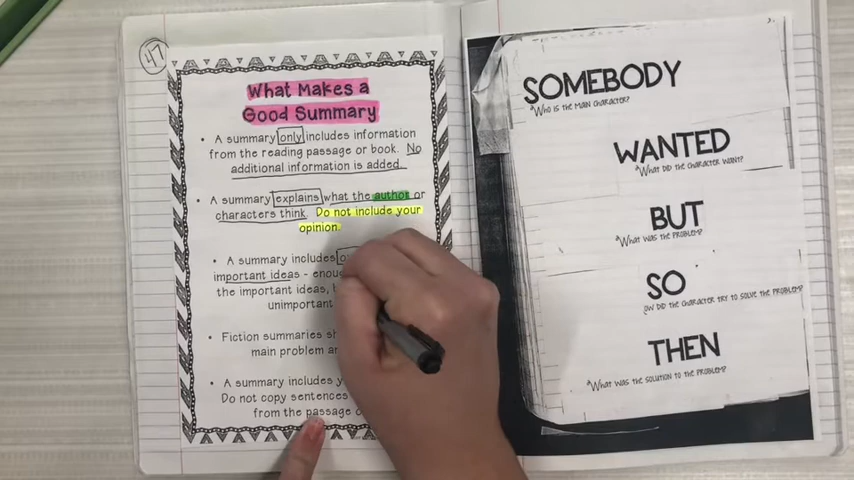 47
What Makes a
Good Summary
• A summary only includes information
from the reading passage or book. No
additional information is added.
• A summary explains what the author or
characters think. Do not include your
opinion.
• A summary includes
important ideas - enou
the important ideas,
unimportant
• Fiction summaries
main problem
• A summary includes
Do not copy sentences
from the passage
3.
SOMEBODY
*Who is the main character?
WANTED
*What did the character want?
BUT
*What was the problem?
SO
ow did the character try to solve the problem?
THEN
*What was the solution to the problem?